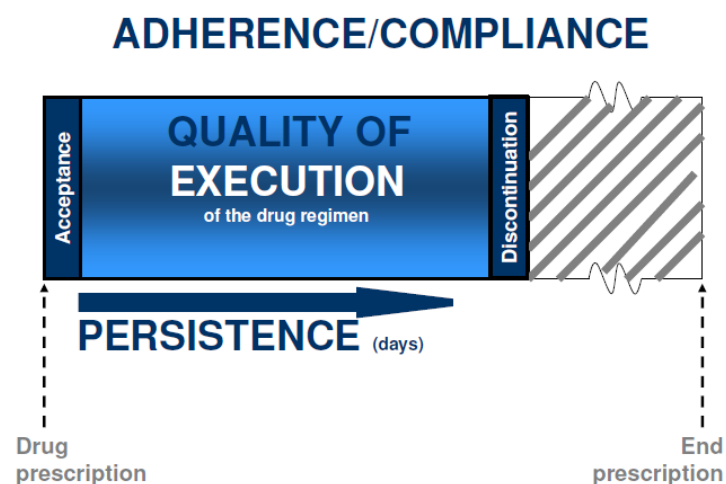 ADHERENCE/COMPLIANCE
Acceptance
QUALITY OF
EXECUTION
of the drug regimen
Discontinuation
PERSISTENCE (days)
Drug
prescription
End
prescription